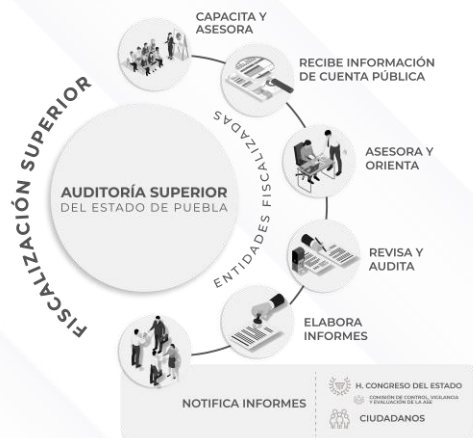 CAPACITA Y
ASESORA
RECIBE INFORMACIÓN
DE CUENTA PÚBLICA
FISCALIZACIÓN SUPERIOR
ENTIDADES FISCALIZADAS
ASESORA Y
ORIENTA
AUDITORÍA SUPERIOR
DEL ESTADO DE PUEBLA
REVISA Y
AUDITA
ELABORA
INFORMES
NOTIFICA INFORMES
H. CONGRESO DEL ESTADO
COMISIÓN DE CONTROL, VIGILANCIA
Y EVALUACIÓN DE LA ASE
CIUDADANOS